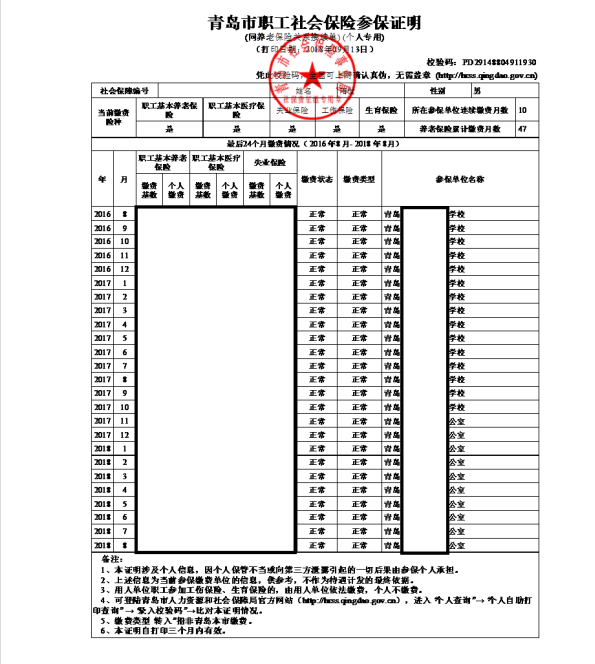 青岛市职工社会保险参保证明
(同养老保险关系接续单)(个人专用)
(打印日期:2018年09月13日)
校验码: PD29148804911930
凭此校验码,全国可上网确认真伪,无需盖章 (http://hrss.qingdao.gov.cn)
社会保障编号 姓名 性别 男
当前缴费险种 职工基本养老保险 职工基本医疗保险 失业保险 工伤保险 生育保险 所在参保单位连续缴费月数 10
是 是 是 是 是 养老保险累计缴费月数 47
最后24个月缴费情况(2016年8月-2018年8月)
年 月 职工基本养老保险 职工基本医疗保险 失业保险 缴费状态 缴费类型 参保单位名称
缴费基数 个人缴费 缴费基数 个人缴费 缴费基数 个人缴费
2016 8 正常 正常 青岛 学校
2016 9 正常 正常 青岛 学校
2016 10 正常 正常 青岛 学校
2016 11 正常 正常 青岛 学校
2016 12 正常 正常 青岛 学校
2017 1 正常 正常 青岛 学校
2017 2 正常 正常 青岛 学校
2017 3 正常 正常 青岛 学校
2017 4 正常 正常 青岛 学校
2017 5 正常 正常 青岛 学校
2017 6 正常 正常 青岛 学校
2017 7 正常 正常 青岛 学校
2017 8 正常 正常 青岛 学校
2017 9 正常 正常 青岛 学校
2017 10 正常 正常 青岛 学校
2017 11 正常 正常 青岛 公室
2017 12 正常 正常 青岛 公室
2018 1 正常 正常 青岛 公室
2018 2 正常 正常 青岛 公室
2018 3 正常 正常 青岛 公室
2018 4 正常 正常 青岛 公室
2018 5 正常 正常 青岛 公室
2018 6 正常 正常 青岛 公室
2018 7 正常 正常 青岛 公室
2018 8 正常 正常 青岛 公室
备注:
1、本证明涉及个人信息,因个人保管不当或向第三方泄露引起的一切后果由参保个人承担。
2、上述信息为当前参保缴费单位的信息,供参考,不作为待遇计发的最终依据。
3、用人单位职工参加工伤保险、生育保险的,由用人单位依法缴费,个人不缴费。
4、可登陆青岛市人力资源和社会保障局官方网站(http://hrss.qingdao.gov.cn),进入“个人查询”→“个人自助打
印查询”→“录入校验码”→比对本证明情况。
5、缴费类型“转入”指非青岛本市缴费。
6、本证明自打印三个月内有效。